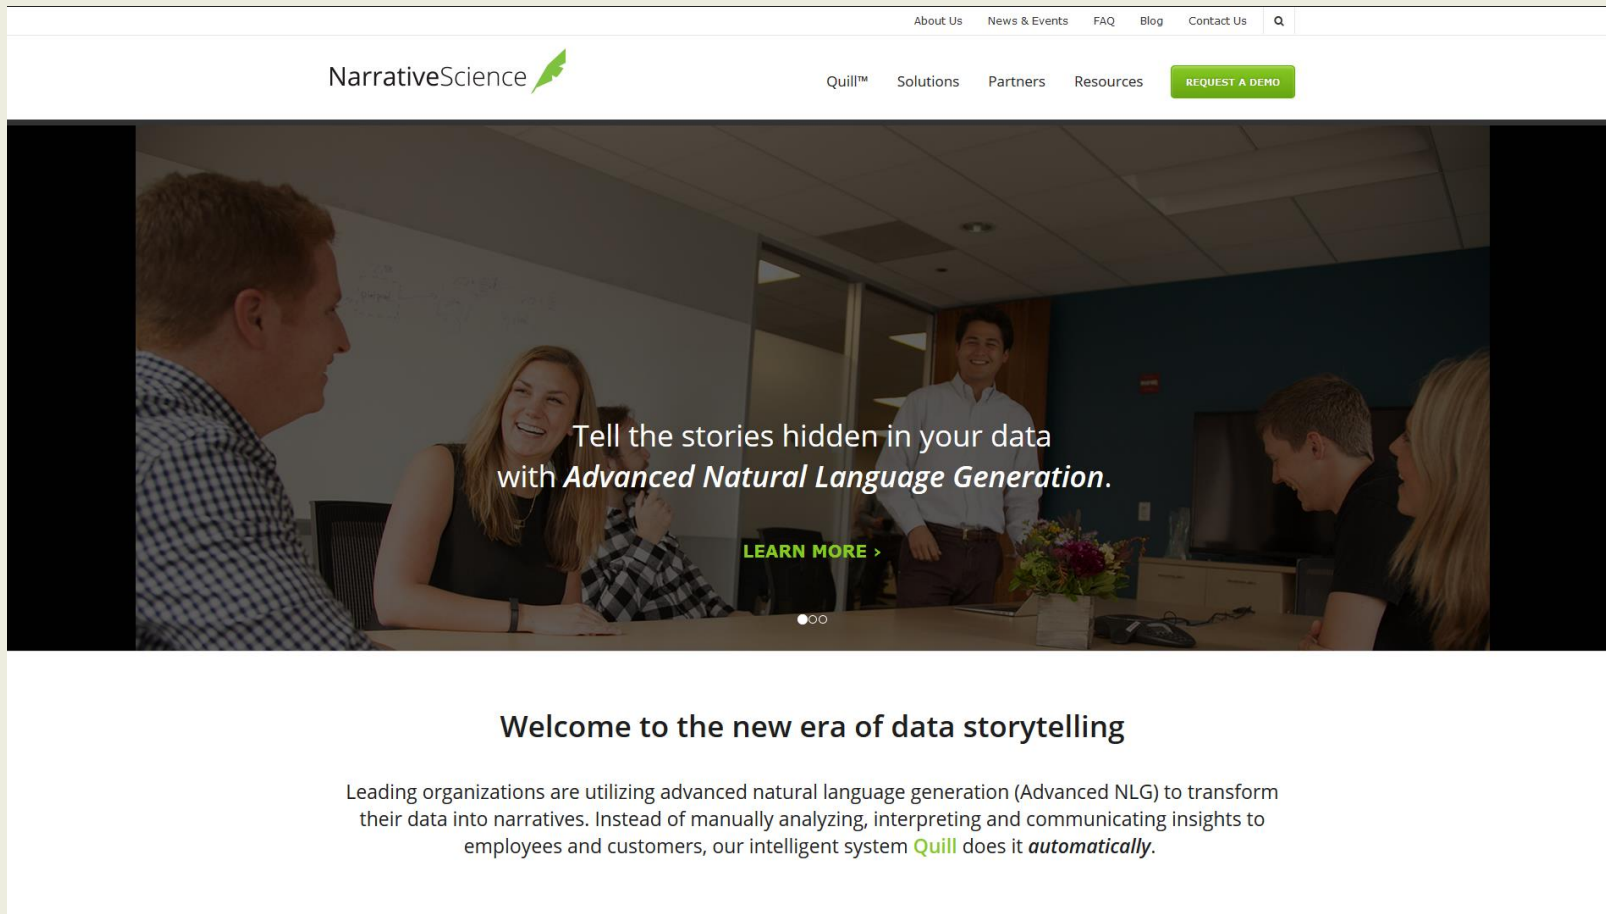 About Us News & Events FAQ Blog Contact Us
NarrativeScience
Quill™ Solutions Partners Resources REQUEST A DEMO
Tell the stories hidden in your data
with Advanced Natural Language Generation.
LEARN MORE ›
Welcome to the new era of data storytelling
Leading organizations are utilizing advanced natural language generation (Advanced NLG) to transform
their data into narratives. Instead of manually analyzing, interpreting and communicating insights to
employees and customers, our intelligent system Quill does it automatically.